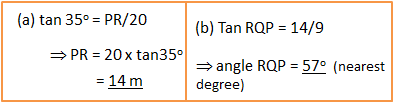 (a) tan 35° = PR/20
⇒ PR = 20 x tan35°
= 14 m
(b) Tan RQP = 14/9
⇒ angle RQP = 57° (nearest
degree)